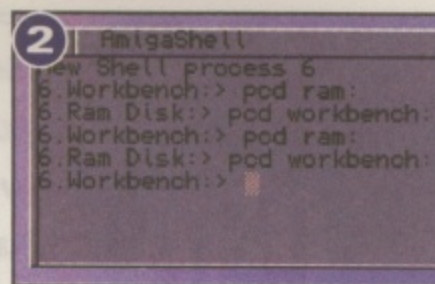 2
AmigaShell
New Shell process 6
6.Workbench:> pcd ram:
6.Ram Disk:> pcd workbench:
6.Workbench:> pcd ram:
6.Ram Disk:> pcd workbench:
6.Workbench:>